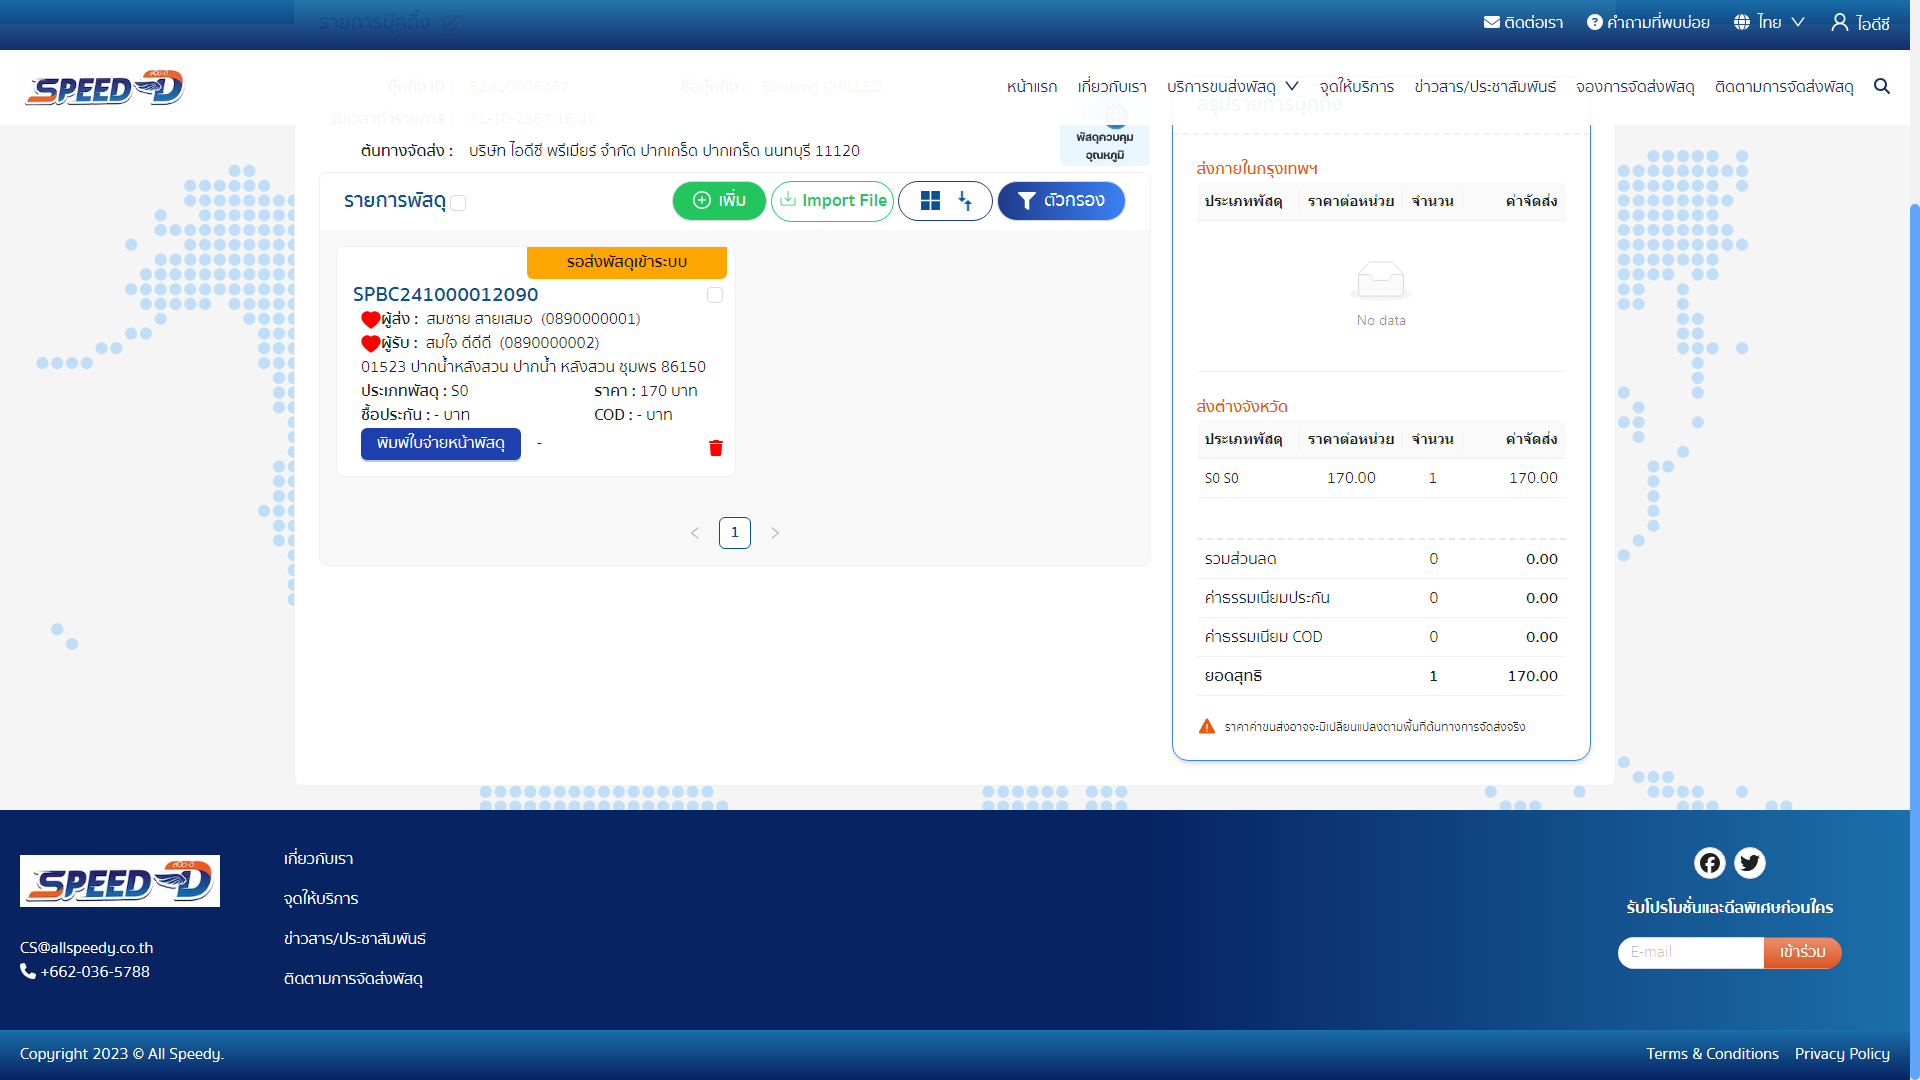 รายการบุ๊คกิ้ง
ติดต่อเรา
คำถามที่พบบ่อย
ไทย
ไอดีซี
สปีด-ดี
SPEED-D
หน้าแรก
เกี่ยวกับเรา
บริการขนส่งพัสดุ
จุดให้บริการ
ข่าวสาร/ประชาสัมพันธ์
จองการจัดส่งพัสดุ
ติดตามการจัดส่งพัสดุ
บุ๊คกิ้ง ID : B2410006467
ชื่อบุ๊คกิ้ง : Booking CHILLED
วันเวลาทำรายการ : 31-10-2567 16:46
ต้นทางจัดส่ง : บริษัท ไอดีซี พรีเมียร์ จำกัด ปากเกร็ด ปากเกร็ด นนทบุรี 11120
พัสดุควบคุม
อุณหภูมิ
รายการพัสดุ
เพิ่ม
Import File
ตัวกรอง
รอส่งพัสดุเข้าระบบ
SPBC241000012090
ผู้ส่ง : สมชาย สายเสมอ (0890000001)
ผู้รับ : สมใจ ดีดีดี (0890000002)
01523 ปากน้ำหลังสวน ปากน้ำ หลังสวน ชุมพร 86150
ประเภทพัสดุ : S0
ราคา : 170 บาท
ซื้อประกัน : - บาท
COD : - บาท
พิมพ์ใบจ่ายหน้าพัสดุ
-
1
สรุปรายการบุ๊คกิ้ง
ส่งภายในกรุงเทพฯ
ประเภทพัสดุ ราคาต่อหน่วย จำนวน ค่าจัดส่ง
No data
ส่งต่างจังหวัด
ประเภทพัสดุ ราคาต่อหน่วย จำนวน ค่าจัดส่ง
S0 S0 170.00 1 170.00
รวมส่วนลด 0 0.00
ค่าธรรมเนียมประกัน 0 0.00
ค่าธรรมเนียม COD 0 0.00
ยอดสุทธิ 1 170.00
ราคาค่าขนส่งอาจจะมีเปลี่ยนแปลงตามพื้นที่ต้นทางการจัดส่งจริง
สปีด-ดี
SPEED-D
CS@allspeedy.co.th
+662-036-5788
เกี่ยวกับเรา
จุดให้บริการ
ข่าวสาร/ประชาสัมพันธ์
ติดตามการจัดส่งพัสดุ
รับโปรโมชั่นและดีลพิเศษก่อนใคร
E-mail
เข้าร่วม
Copyright 2023 © All Speedy.
Terms & Conditions
Privacy Policy